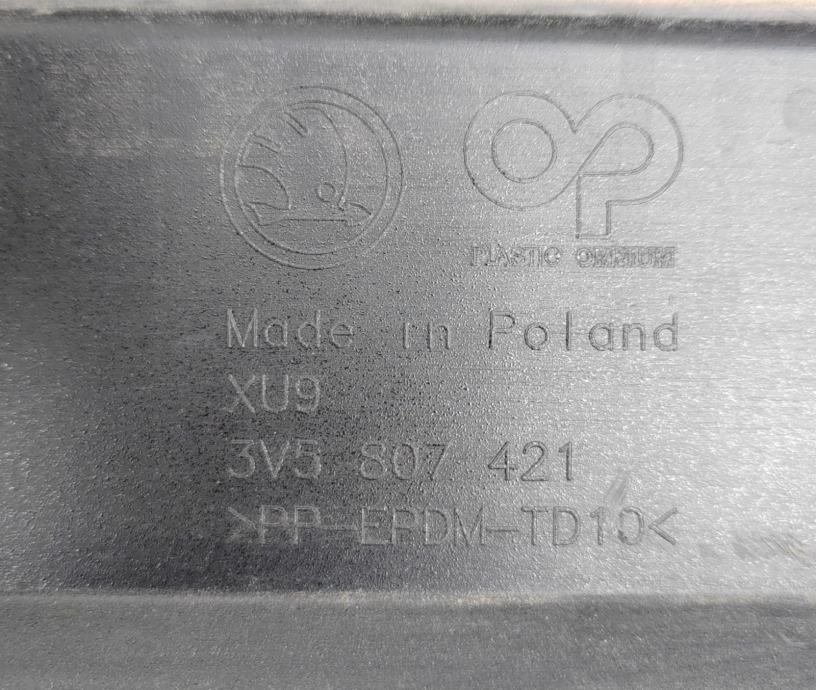 PLASTIC OMNIUM
Made in Poland
XU9
3V5 807 421
>PP-EPDM-TD10<